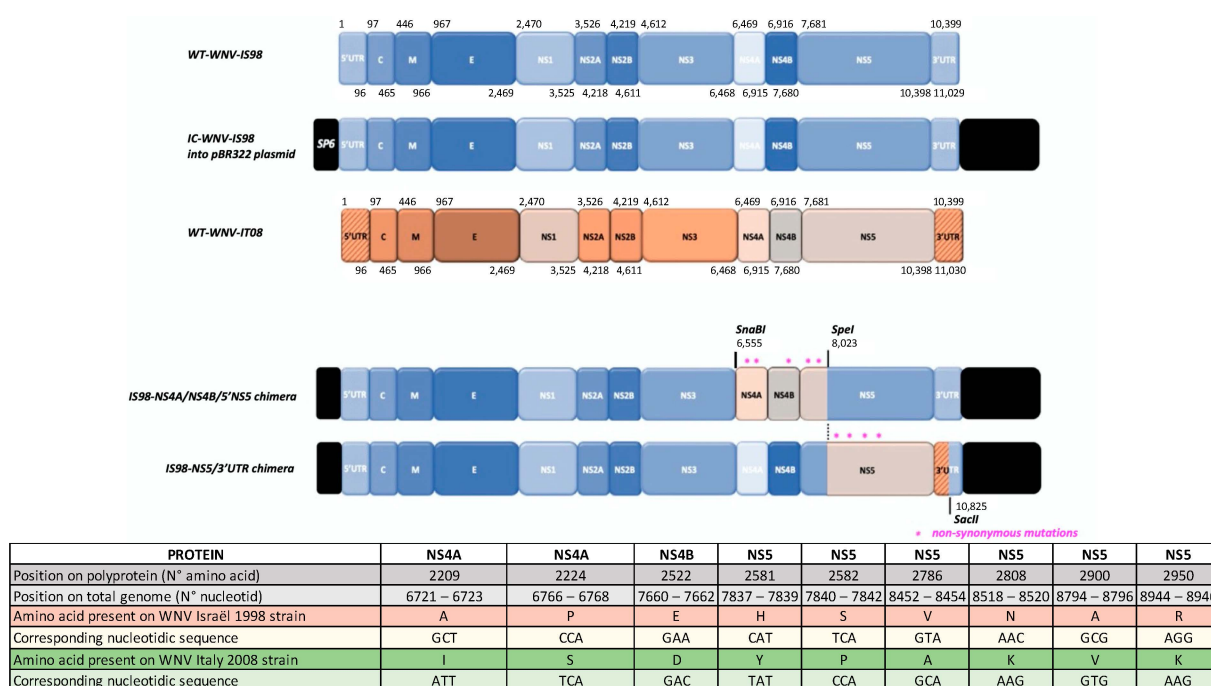 1 97 446 967 2,470 3,526 4,219 4,612 6,469 6,916 7,681 10,399
WT-WNV-IS98
5'UTR C M E NS1 NS2A NS2B NS3 NS4A NS4B NS5 3'UTR
96 465 966 2,469 3,525 4,218 4,611 6,468 6,915 7,680 10,398 11,029
IC-WNV-IS98
into pBR322 plasmid
SP6 5'UTR C M E NS1 NS2A NS2B NS3 NS4A NS4B NS5 3'UTR
1 97 446 967 2,470 3,526 4,219 4,612 6,469 6,916 7,681 10,399
WT-WNV-IT08
5'UTR C M E NS1 NS2A NS2B NS3 NS4A NS4B NS5 3'UTR
96 465 966 2,469 3,525 4,218 4,611 6,468 6,915 7,680 10,398 11,030
SnaBI SpeI
6,555 8,023
* * * * *
IS98-NS4A/NS4B/5'NS5 chimera
5'UTR C M E NS1 NS2A NS2B NS3 NS4A NS4B NS5 3'UTR
* * * *
IS98-NS5/3'UTR chimera
5'UTR C M E NS1 NS2A NS2B NS3 NS4A NS4B NS5 3'UTR
10,825
SacII
* non-synonymous mutations
PROTEIN NS4A NS4A NS4B NS5 NS5 NS5 NS5 NS5 NS5
Position on polyprotein (N° amino acid) 2209 2224 2522 2581 2582 2786 2808 2900 2950
Position on total genome (N° nucleotid) 6721 – 6723 6766 – 6768 7660 – 7662 7837 – 7839 7840 – 7842 8452 – 8454 8518 – 8520 8794 – 8796 8944 –
Amino acid present on WNV Israël 1998 strain A P E H S V N A R
Corresponding nucleotidic sequence GCT CCA GAA CAT TCA GTA AAC GCG AGG
Amino acid present on WNV Italy 2008 strain I S D Y P A K V K
Corresponding nucleotidic sequence ATT TCA GAC TAT CCA GCA AAG GTG AAG